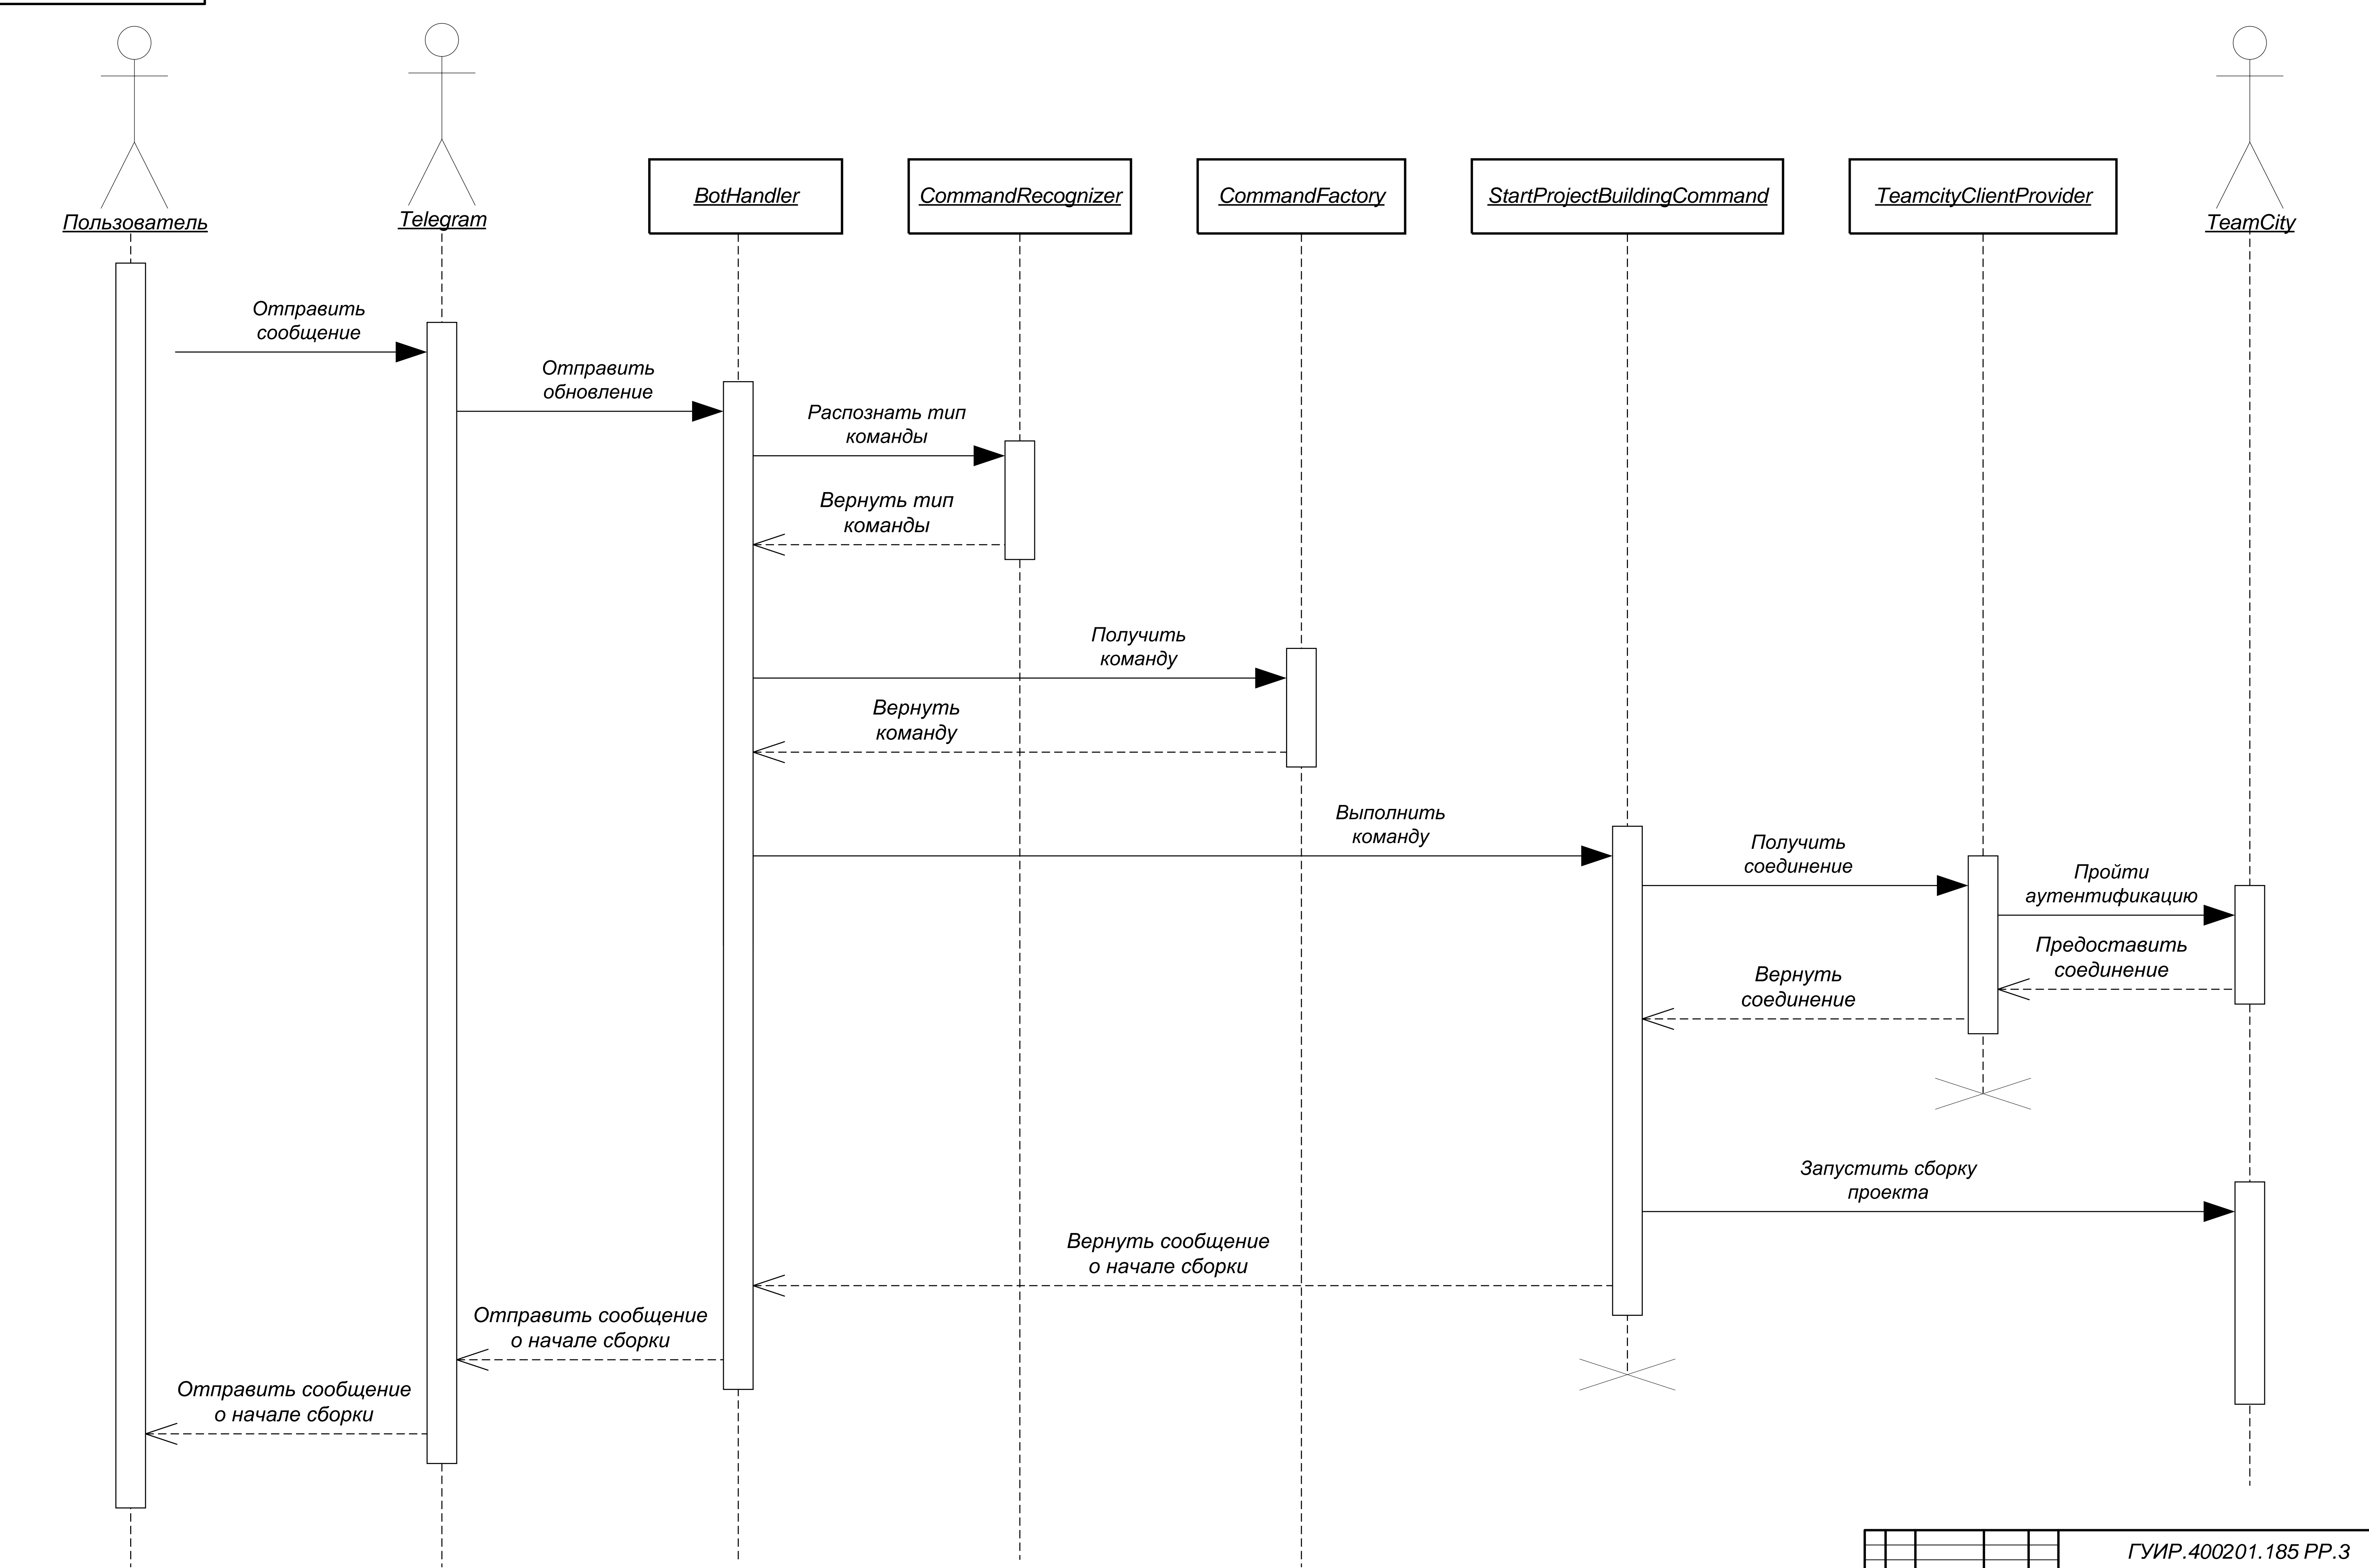 Пользователь
Telegram
BotHandler
CommandRecognizer
CommandFactory
StartProjectBuildingCommand
TeamcityClientProvider
TeamCity
Отправить
сообщение
Отправить
обновление
Распознать тип
команды
Вернуть тип
команды
Получить
команду
Вернуть
команду
Выполнить
команду
Получить
соединение
Пройти
аутентификацию
Предоставить
соединение
Вернуть
соединение
Запустить сборку
проекта
Вернуть сообщение
о начале сборки
Отправить сообщение
о начале сборки
Отправить сообщение
о начале сборки
ГУИР.400201.185 РР.3